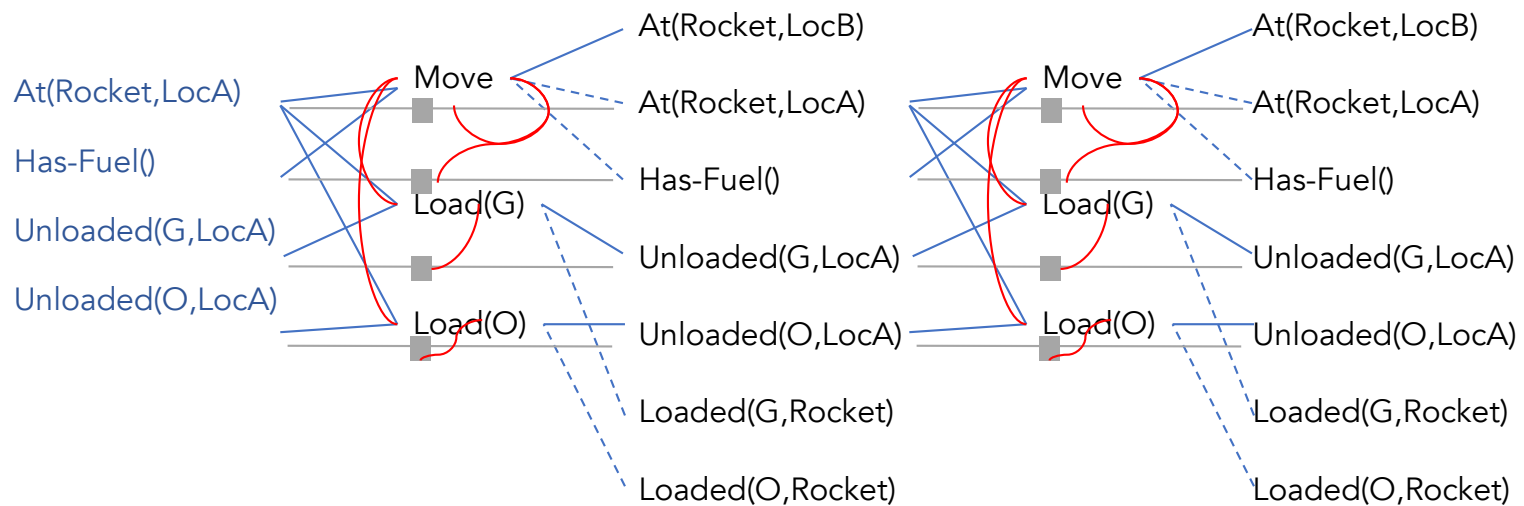 At(Rocket,LocA)
Has-Fuel()
Unloaded(G,LocA)
Unloaded(O,LocA)
Move
Load(G)
Load(O)
At(Rocket,LocB)
At(Rocket,LocA)
Has-Fuel()
Unloaded(G,LocA)
Unloaded(O,LocA)
Loaded(G,Rocket)
Loaded(O,Rocket)
Move
Load(G)
Load(O)
At(Rocket,LocB)
At(Rocket,LocA)
Has-Fuel()
Unloaded(G,LocA)
Unloaded(O,LocA)
Loaded(G,Rocket)
Loaded(O,Rocket)